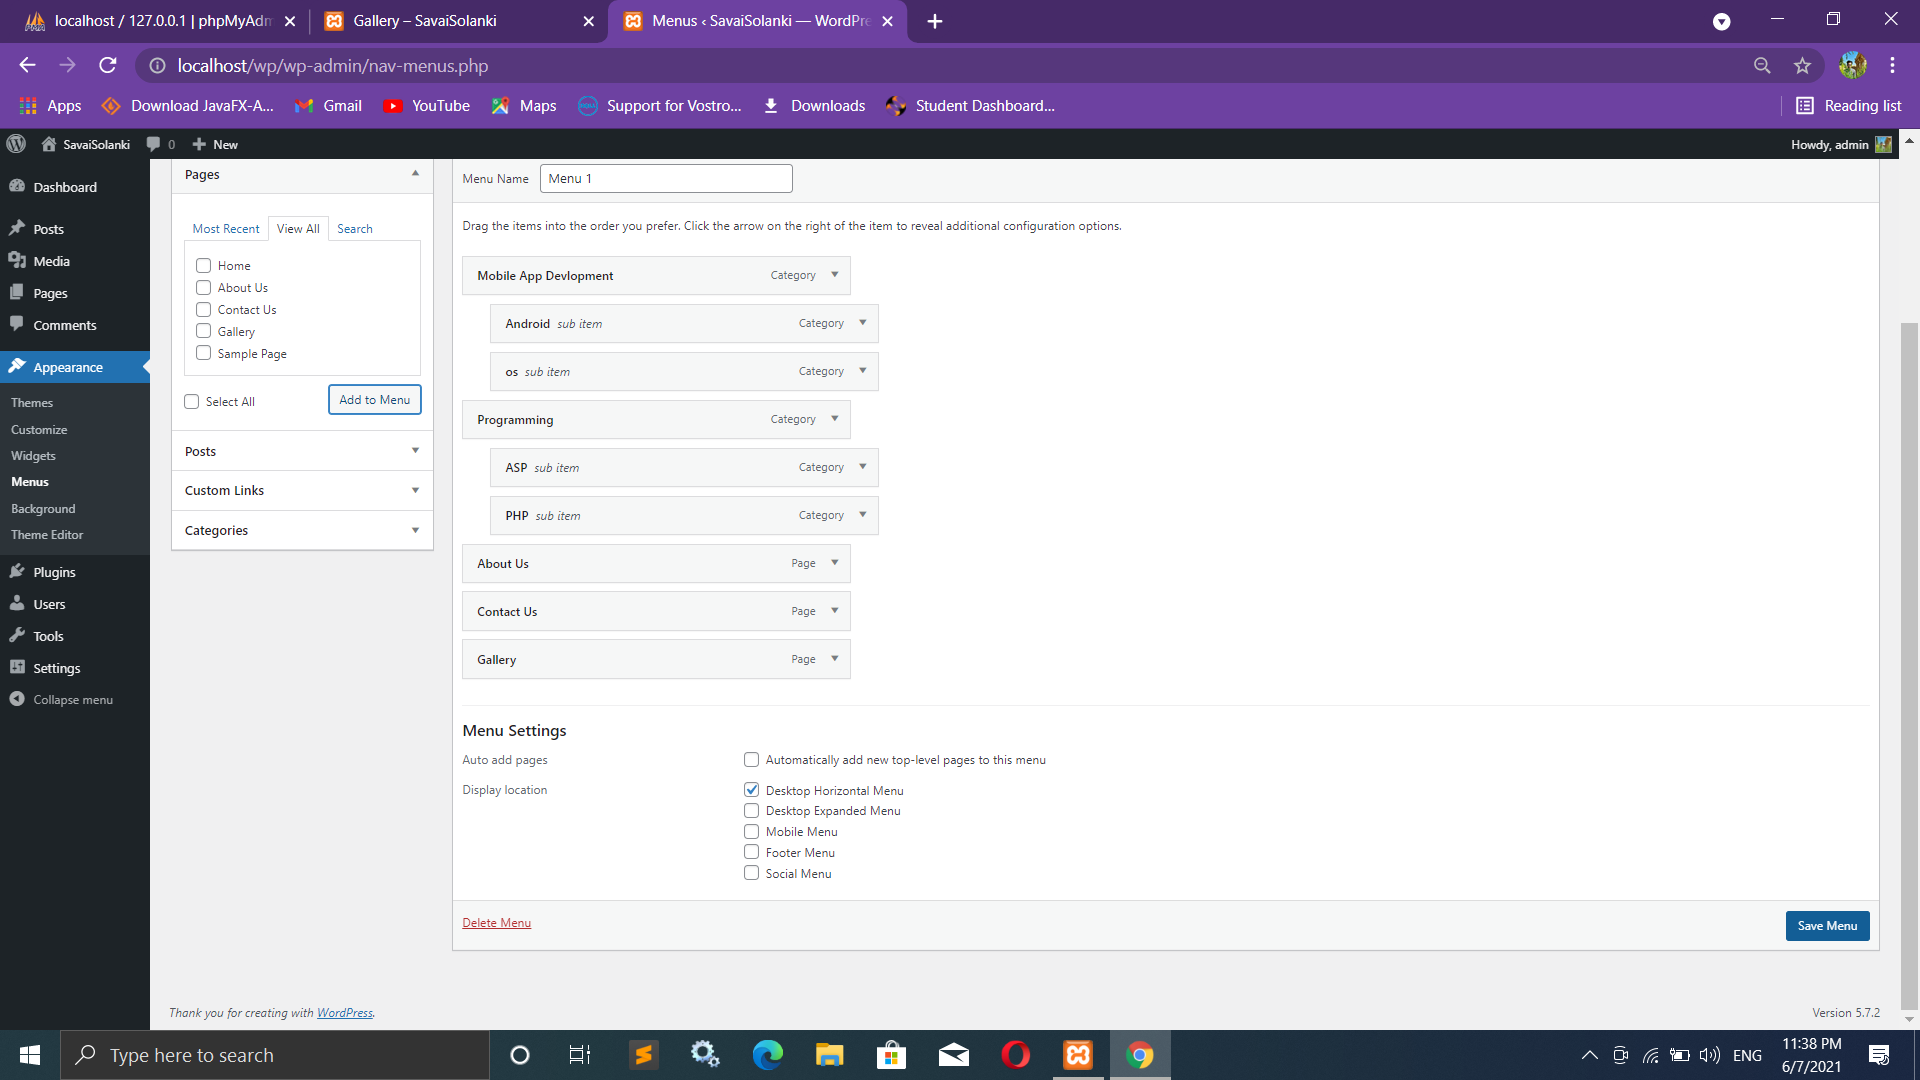 localhost / 127.0.0.1 | phpMyAdm
Gallery – SavaiSolanki
Menus ‹ SavaiSolanki — WordPre
localhost/wp/wp-admin/nav-menus.php
Apps
Download JavaFX-A...
Gmail
YouTube
Maps
Support for Vostro...
Downloads
Student Dashboard...
Reading list
SavaiSolanki
0
New
Howdy, admin
Dashboard
Posts
Media
Pages
Comments
Appearance
Themes
Customize
Widgets
Menus
Background
Theme Editor
Plugins
Users
Tools
Settings
Collapse menu
Pages
Most Recent
View All
Search
Home
About Us
Contact Us
Gallery
Sample Page
Select All
Add to Menu
Posts
Custom Links
Categories
Menu Name
Menu 1
Drag the items into the order you prefer. Click the arrow on the right of the item to reveal additional configuration options.
Mobile App Devlopment Category
Android sub item Category
os sub item Category
Programming Category
ASP sub item Category
PHP sub item Category
About Us Page
Contact Us Page
Gallery Page
Menu Settings
Auto add pages
Automatically add new top-level pages to this menu
Display location
Desktop Horizontal Menu
Desktop Expanded Menu
Mobile Menu
Footer Menu
Social Menu
Delete Menu
Save Menu
Thank you for creating with WordPress.
Version 5.7.2
Type here to search
ENG
11:38 PM
6/7/2021